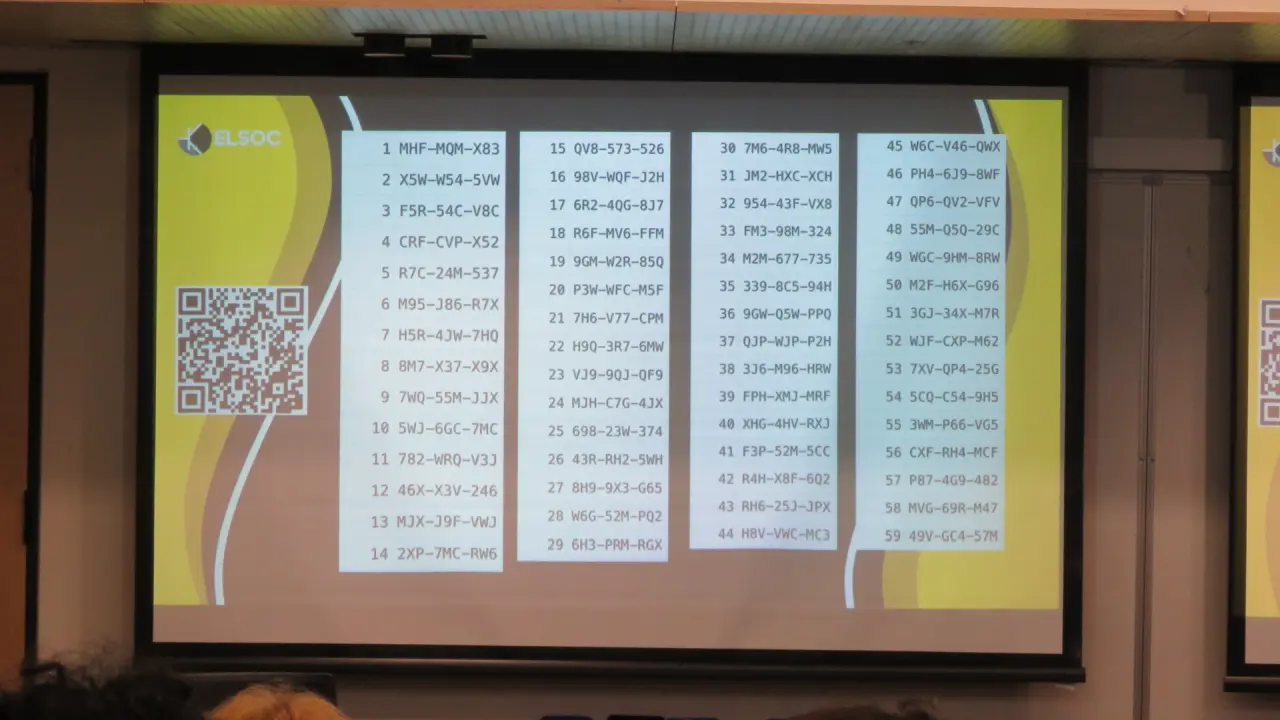 ELSOC
1 MHF-MQM-X83
2 X5W-W54-5VW
3 F5R-54C-V8C
4 CRF-CVP-X52
5 R7C-24M-537
6 M95-J86-R7X
7 H5R-4JW-7HQ
8 8M7-X37-X9X
9 7WQ-55M-JJX
10 5WJ-6GC-7MC
11 782-WRQ-V3J
12 46X-X3V-246
13 MJX-J9F-VWJ
14 2XP-7MC-RW6
15 QV8-573-526
16 98V-WQF-J2H
17 6R2-4QG-8J7
18 R6F-MV6-FFM
19 9GM-W2R-85Q
20 P3W-WFC-M5F
21 7H6-V77-CPM
22 H9Q-3R7-6MW
23 VJ9-9QJ-QF9
24 MJH-C7G-4JX
25 698-23W-374
26 43R-RH2-5WH
27 8H9-9X3-G65
28 W6G-52M-PQ2
29 6H3-PRM-RGX
30 7M6-4R8-MW5
31 JM2-HXC-XCH
32 954-43F-VX8
33 FM3-98M-324
34 M2M-677-735
35 339-8C5-94H
36 9GW-Q5W-PPQ
37 QJP-WJP-P2H
38 3J6-M96-HRW
39 FPH-XMJ-MRF
40 XHG-4HV-RXJ
41 F3P-52M-5CC
42 R4H-X8F-6Q2
43 RH6-25J-JPX
44 H8V-VWC-MC3
45 W6C-V46-QWX
46 PH4-6J9-8WF
47 QP6-QV2-VFV
48 55M-Q5Q-29C
49 WGC-9HM-8RW
50 M2F-H6X-G96
51 3GJ-34X-M7R
52 WJF-CXP-M62
53 7XV-QP4-25G
54 5CQ-C54-9H5
55 3WM-P66-VG5
56 CXF-RH4-MCF
57 P87-4G9-482
58 MVG-69R-M47
59 49V-GC4-57M